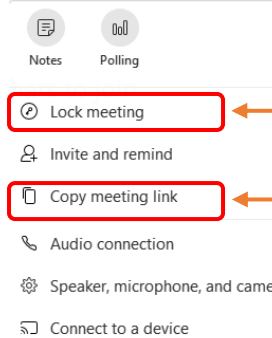 Notes Polling
Lock meeting
Invite and remind
Copy meeting link
Audio connection
Speaker, microphone, and came
Connect to a device